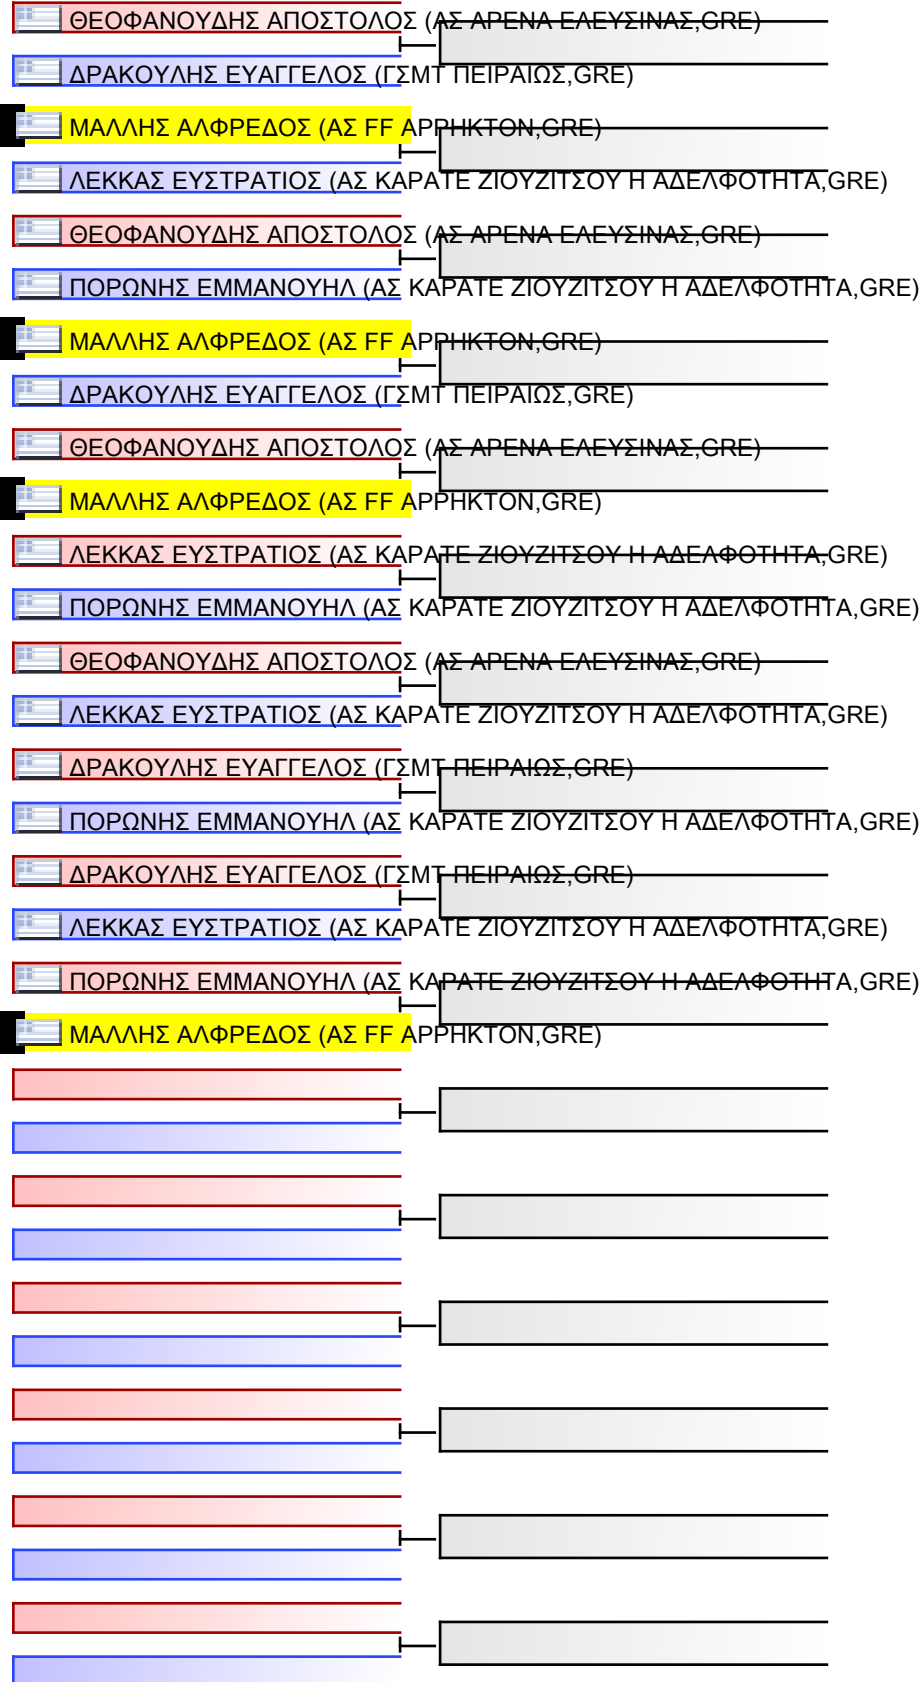 ΘΕΟΦΑΝΟΥΔΗΣ ΑΠΟΣΤΟΛΟΣ (ΑΣ ΑΡΕΝΑ ΕΛΕΥΣΙΝΑΣ,GRE)
ΔΡΑΚΟΥΛΗΣ ΕΥΑΓΓΕΛΟΣ (ΓΣΜΤ ΠΕΙΡΑΙΩΣ,GRE)
ΜΑΛΛΗΣ ΑΛΦΡΕΔΟΣ (ΑΣ FF ΑΡΡΗΚΤΟΝ,GRE)
ΛΕΚΚΑΣ ΕΥΣΤΡΑΤΙΟΣ (ΑΣ ΚΑΡΑΤΕ ΖΙΟΥΖΙΤΣΟΥ Η ΑΔΕΛΦΟΤΗΤΑ,GRE)
ΘΕΟΦΑΝΟΥΔΗΣ ΑΠΟΣΤΟΛΟΣ (ΑΣ ΑΡΕΝΑ ΕΛΕΥΣΙΝΑΣ,GRE)
ΠΟΡΩΝΗΣ ΕΜΜΑΝΟΥΗΛ (ΑΣ ΚΑΡΑΤΕ ΖΙΟΥΖΙΤΣΟΥ Η ΑΔΕΛΦΟΤΗΤΑ,GRE)
ΜΑΛΛΗΣ ΑΛΦΡΕΔΟΣ (ΑΣ FF ΑΡΡΗΚΤΟΝ,GRE)
ΔΡΑΚΟΥΛΗΣ ΕΥΑΓΓΕΛΟΣ (ΓΣΜΤ ΠΕΙΡΑΙΩΣ,GRE)
ΘΕΟΦΑΝΟΥΔΗΣ ΑΠΟΣΤΟΛΟΣ (ΑΣ ΑΡΕΝΑ ΕΛΕΥΣΙΝΑΣ,GRE)
ΜΑΛΛΗΣ ΑΛΦΡΕΔΟΣ (ΑΣ FF ΑΡΡΗΚΤΟΝ,GRE)
ΛΕΚΚΑΣ ΕΥΣΤΡΑΤΙΟΣ (ΑΣ ΚΑΡΑΤΕ ΖΙΟΥΖΙΤΣΟΥ Η ΑΔΕΛΦΟΤΗΤΑ,GRE)
ΠΟΡΩΝΗΣ ΕΜΜΑΝΟΥΗΛ (ΑΣ ΚΑΡΑΤΕ ΖΙΟΥΖΙΤΣΟΥ Η ΑΔΕΛΦΟΤΗΤΑ,GRE)
ΘΕΟΦΑΝΟΥΔΗΣ ΑΠΟΣΤΟΛΟΣ (ΑΣ ΑΡΕΝΑ ΕΛΕΥΣΙΝΑΣ,GRE)
ΛΕΚΚΑΣ ΕΥΣΤΡΑΤΙΟΣ (ΑΣ ΚΑΡΑΤΕ ΖΙΟΥΖΙΤΣΟΥ Η ΑΔΕΛΦΟΤΗΤΑ,GRE)
ΔΡΑΚΟΥΛΗΣ ΕΥΑΓΓΕΛΟΣ (ΓΣΜΤ ΠΕΙΡΑΙΩΣ,GRE)
ΠΟΡΩΝΗΣ ΕΜΜΑΝΟΥΗΛ (ΑΣ ΚΑΡΑΤΕ ΖΙΟΥΖΙΤΣΟΥ Η ΑΔΕΛΦΟΤΗΤΑ,GRE)
ΔΡΑΚΟΥΛΗΣ ΕΥΑΓΓΕΛΟΣ (ΓΣΜΤ ΠΕΙΡΑΙΩΣ,GRE)
ΛΕΚΚΑΣ ΕΥΣΤΡΑΤΙΟΣ (ΑΣ ΚΑΡΑΤΕ ΖΙΟΥΖΙΤΣΟΥ Η ΑΔΕΛΦΟΤΗΤΑ,GRE)
ΠΟΡΩΝΗΣ ΕΜΜΑΝΟΥΗΛ (ΑΣ ΚΑΡΑΤΕ ΖΙΟΥΖΙΤΣΟΥ Η ΑΔΕΛΦΟΤΗΤΑ,GRE)
ΜΑΛΛΗΣ ΑΛΦΡΕΔΟΣ (ΑΣ FF ΑΡΡΗΚΤΟΝ,GRE)